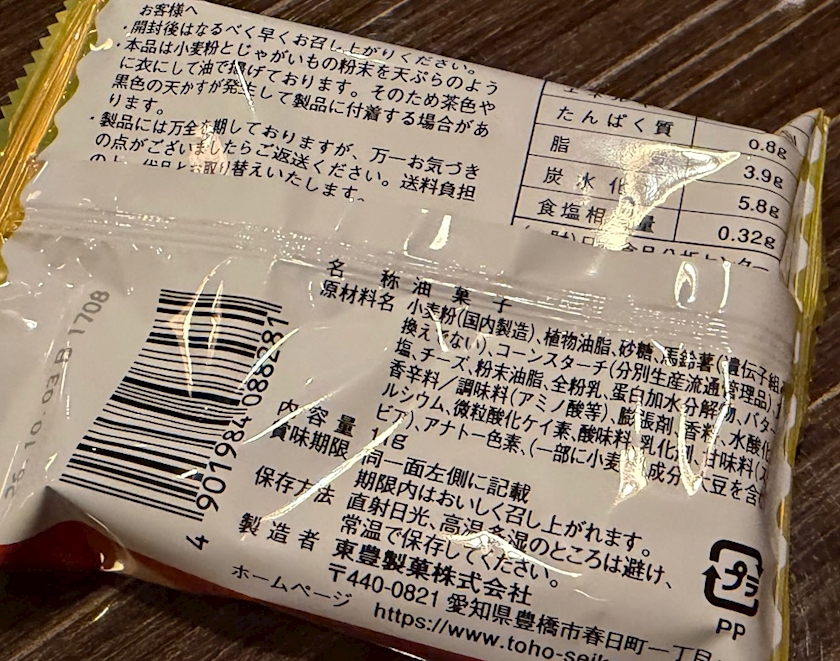 お客様へ
・開封後はなるべく早くお召し上がりください。
・本品は小麦粉とじゃがいもの粉末を天ぷらのよう
に衣にして油で揚げております。そのため茶色や
黒色の天かすが発生して製品に付着する場合があ
ります。
・製品には万全を期しておりますが、万一お気づき
の点がございましたらご返送ください。送料負担
お取り替えいたします。
たんぱく質 0.8g
脂 3.9g
炭水化 5.8g
食塩相 量 0.32g
名称 油菓子
原材料名 小麦粉(国内製造)、植物油脂、砂糖、馬鈴薯(遺伝子組
換えでない)、コーンスターチ(分別生産流通管理品)、
塩、チーズ、粉末油脂、全粉乳、蛋白加水分解物、バター
香辛料/調味料(アミノ酸等)、膨張剤、香料、水酸化
ルシウム、微粒酸化ケイ素、酸味料、乳化剤、甘味料(ス
ビア)、アナトー色素、(一部に小麦・ 成分・大豆を含む
内容量 g
賞味期限 同一面左側に記載
期限内はおいしく召し上がれます。
保存方法 直射日光、高温多湿のところは避け、
常温で保存してください。
製造者 東豊製菓株式会社
〒440-0821 愛知県豊橋市春日町一丁目
ホームページ https://www.toho-seik
10.03B 1708
4 901984 088281
プラ
PP